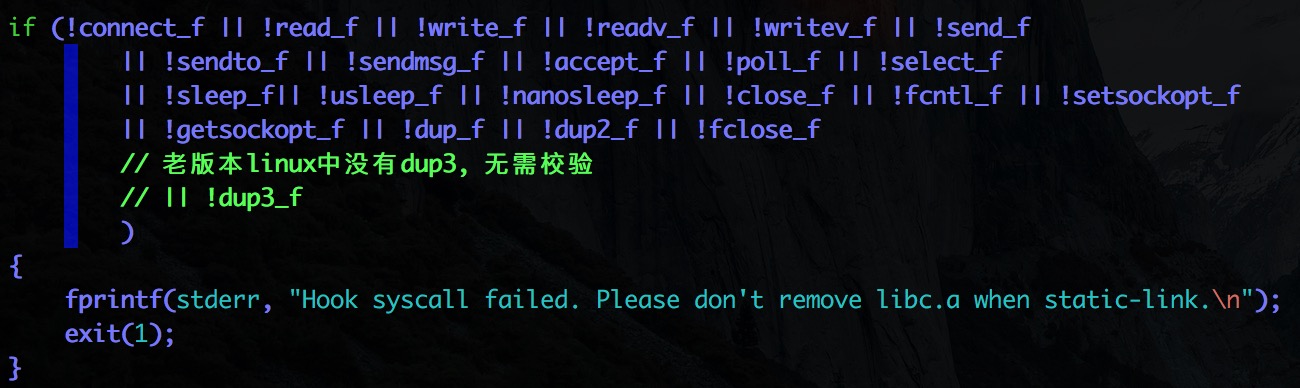 if (!connect_f || !read_f || !write_f || !readv_f || !writev_f || !send_f
|| !sendto_f || !sendmsg_f || !accept_f || !poll_f || !select_f
|| !sleep_f|| !usleep_f || !nanosleep_f || !close_f || !fcntl_f || !setsockopt_f
|| !getsockopt_f || !dup_f || !dup2_f || !fclose_f
// 老版本linux中没有dup3, 无需校验
// || !dup3_f
)
{
fprintf(stderr, "Hook syscall failed. Please don't remove libc.a when static-link.\n");
exit(1);
}